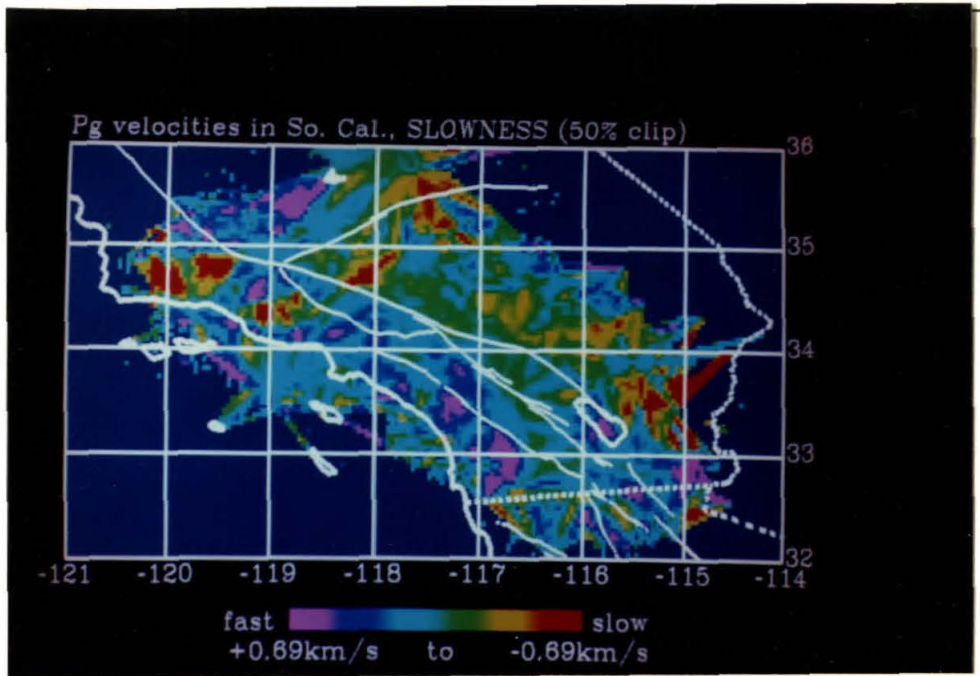 Pg velocities in So. Cal., SLOWNESS (50% clip)
36
35
34
33
32
-121 -120 -119 -118 -117 -116 -115 -114
fast slow
+0.69km/s to -0.69km/s